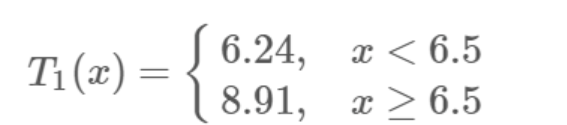 T₁(x) = { 6.24, x < 6.5
8.91, x ≥ 6.5